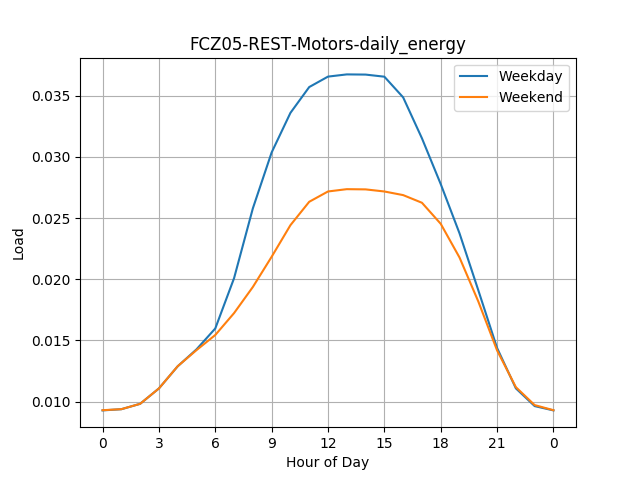 FCZ05-REST-Motors-daily_energy
Weekday
Weekend
0.035
0.030
0.025
0.020
0.015
0.010
Load
0 3 6 9 12 15 18 21 0
Hour of Day